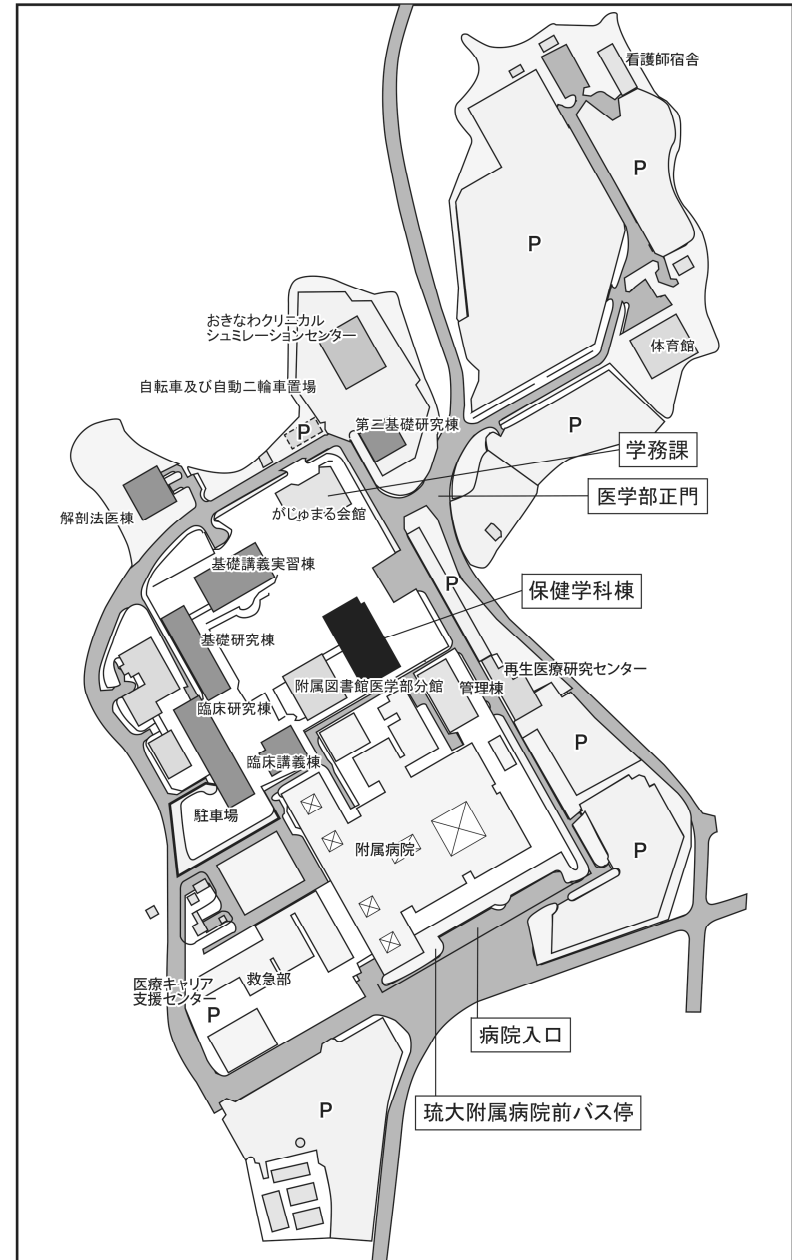 看護師宿舎
P
P
おきなわクリニカル
シュミレーションセンター
体育館
自転車及び自動二輪車置場
P
第二基礎研究棟
P
学務課
医学部正門
解剖法医棟
がじゅまる会館
基礎講義実習棟
P
保健学科棟
基礎研究棟
再生医療研究センター
附属図書館医学部分館
管理棟
臨床研究棟
P
臨床講義棟
駐車場
附属病院
P
医療キャリア
支援センター
救急部
P
病院入口
P
琉大附属病院前バス停